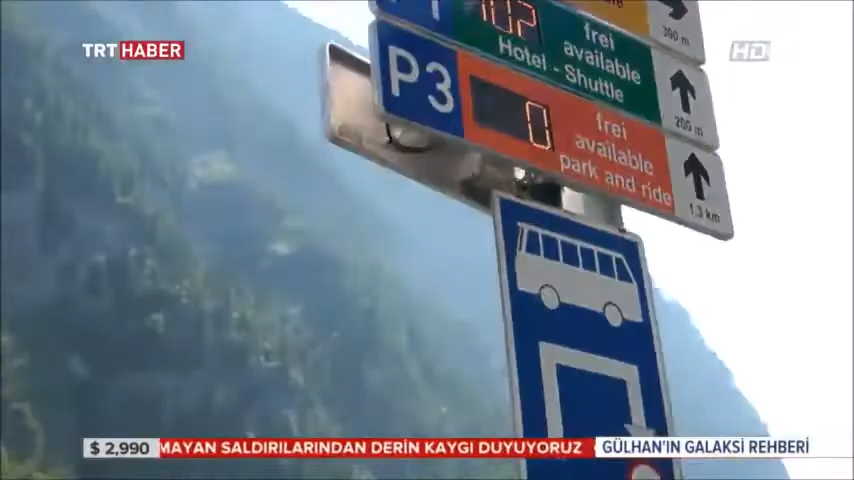 TRT HABER
HD
107
frei
available
Hotel - Shuttle
300 m
200 m
P3
0
frei
available
park and ride
1,3 km
$ 2,990
MAYAN SALDIRILARINDAN DERİN KAYGI DUYUYORUZ
GÜLHAN'IN GALAKSİ REHBERİ